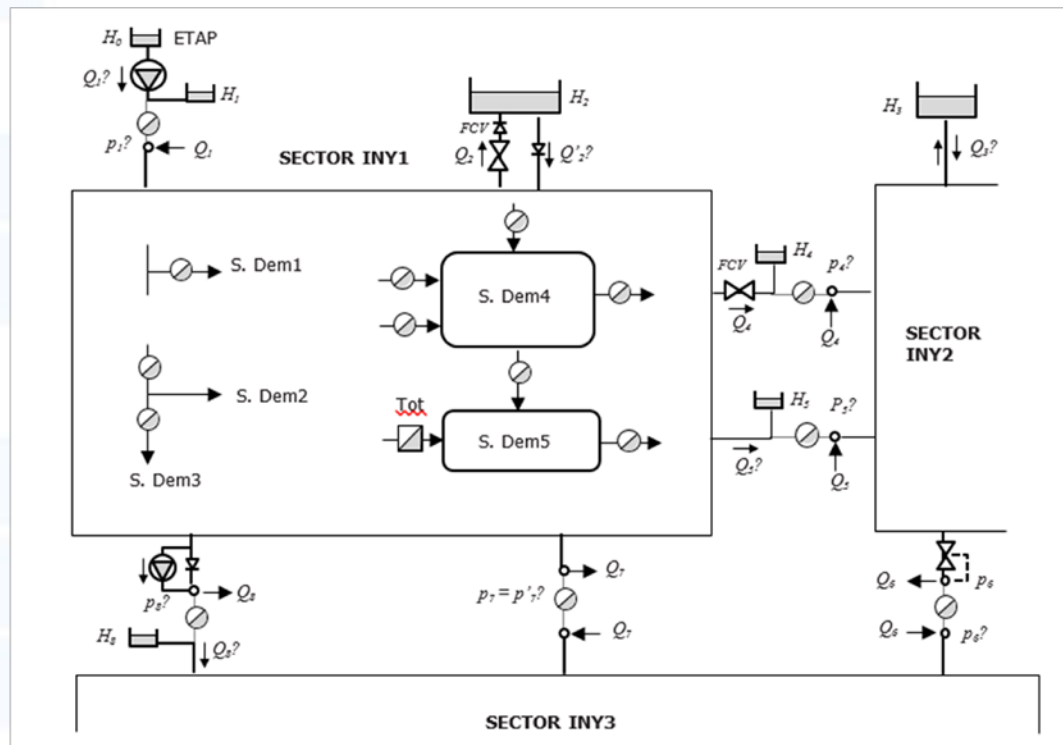 H₀ ETAP
Q₁?
H₁
p₁? Q₁
SECTOR INY1
H₂
FCV
Q₂ Q'₂?
H₃
Q₃?
S. Dem1
S. Dem2
S. Dem3
S. Dem4
Tot
S. Dem5
FCV H₄ p₄?
Q₄ Q₄
H₅ P₅?
Q₅? Q₅
SECTOR
INY2
p₈? Q₈
H₈ Q₈?
Q₇
p₇ = p'₇?
Q₇
Q₆ p₆
Q₆ p₆?
SECTOR INY3